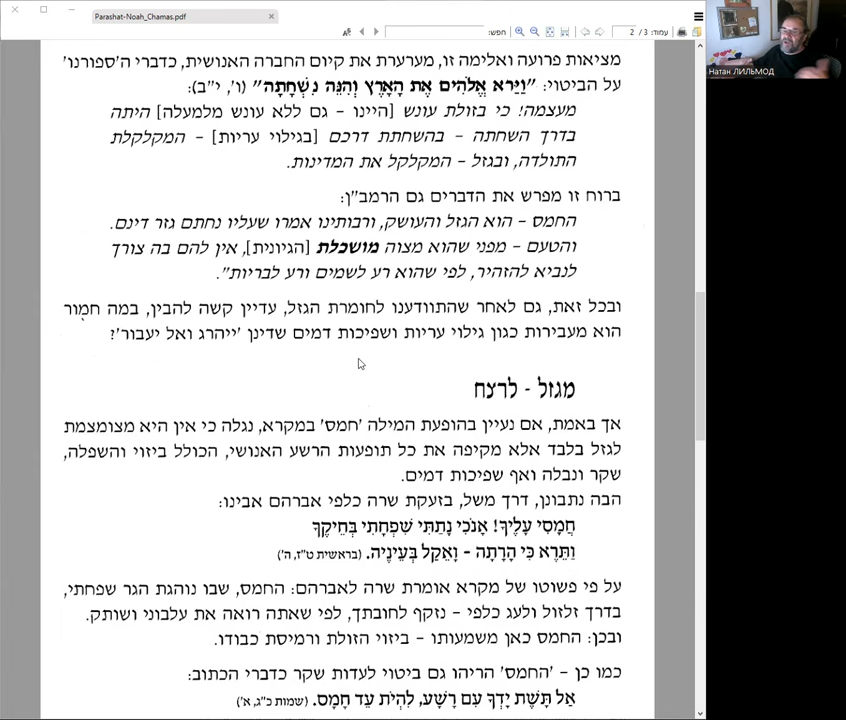 Parashat-Noah_Chamas.pdf
עמוד: 2 / 3
חפש:
Натан ЛИЛЬМОД
מציאות פרועה ואלימה זו, מערערת את קיום החברה האנושית, כדברי ה'ספורנו'
על הביטוי: "וַיַּרְא אֱלֹהִים אֶת הָאָרֶץ וְהִנֵּה נִשְׁחָתָה" (ו', י"ב):
מעצמה! כי בזולת עונש [היינו - גם ללא עונש מלמעלה] היתה
בדרך השחתה - בהשחתת דרכם [בגילוי עריות] - המקלקלת
התולדה, ובגזל - המקלקל את המדינות.
ברוח זו מפרש את הדברים גם הרמב"ן:
החמס - הוא הגזל והעושק, ורבותינו אמרו שעליו נחתם גזר דינם.
והטעם - מפני שהוא מצוה מושכלת [הגיונית], אין להם בה צורך
לנביא להזהיר, לפי שהוא רע לשמים ורע לבריות".
ובכל זאת, גם לאחר שהתוודענו לחומרת הגזל, עדיין קשה להבין, במה חמור
הוא מעבירות כגון גילוי עריות ושפיכות דמים שדינן 'ייהרג ואל יעבור'?
מגזל - לרצח
אך באמת, אם נעיין בהופעת המילה 'חמס' במקרא, נגלה כי אין היא מצומצמת
לגזל בלבד אלא מקיפה את כל תופעות הרשע האנושי, הכולל ביזוי והשפלה,
שקר ונבלה ואף שפיכות דמים.
הבה נתבונן, דרך משל, בזעקת שרה כלפי אברהם אבינו:
חֲמָסִי עָלֶיךָ! אָנֹכִי נָתַתִּי שִׁפְחָתִי בְּחֵיקֶךָ
וַתֵּרֶא כִּי הָרָתָה - וָאֵקַל בְּעֵינֶיהָ. (בראשית ט"ז, ה')
על פי פשוטו של מקרא אומרת שרה לאברהם: החמס, שבו נוהגת הגר שפחתי,
בדרך זלזול ולעג כלפי - נזקף לחובתך, לפי שאתה רואה את עלבוני ושותק.
ובכן: החמס כאן משמעותו - ביזוי הזולת ורמיסת כבודו.
כמו כן - 'החמס' הריהו גם ביטוי לעדות שקר כדברי הכתוב:
אַל תָּשֶׁת יָדְךָ עִם רָשָׁע, לִהְיֹת עֵד חָמָס. (שמות כ"ג, א')